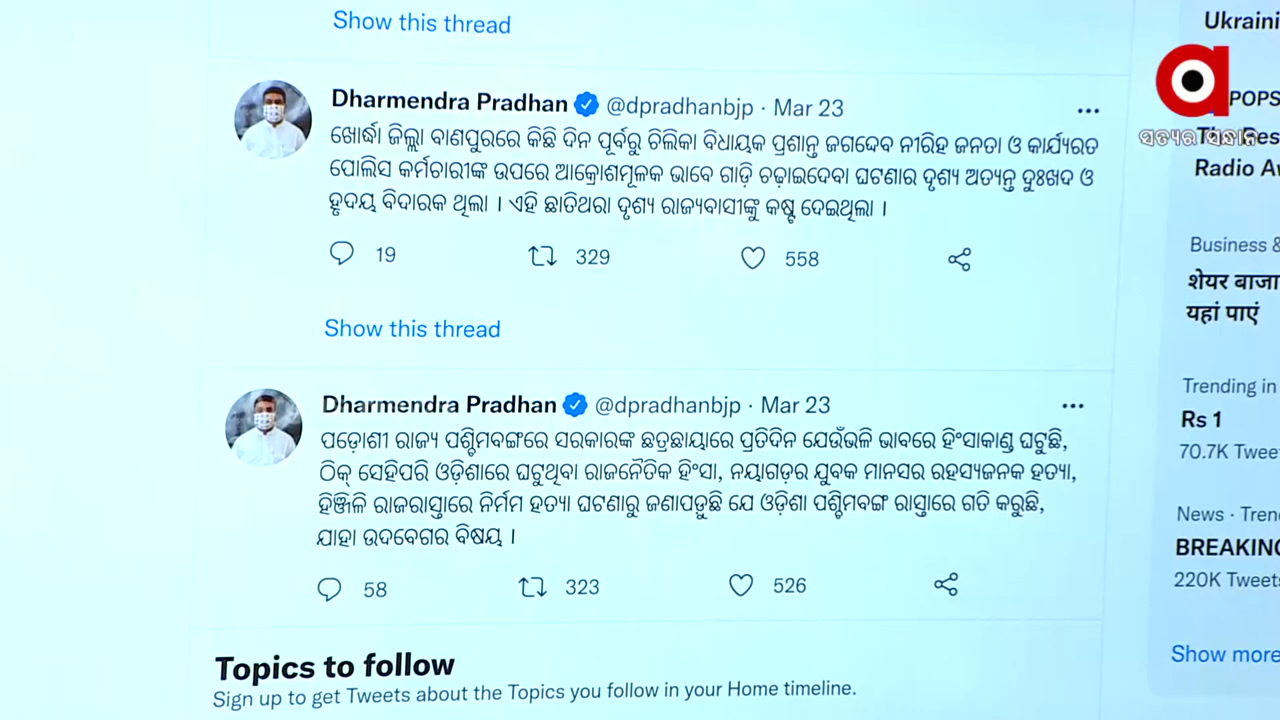 Show this thread
Dharmendra Pradhan @dpradhanbjp · Mar 23
ଖୋର୍ଦ୍ଧା ଜିଲ୍ଲା ବାଣପୁରରେ କିଛି ଦିନ ପୂର୍ବରୁ ଚିଲିକା ବିଧାୟକ ପ୍ରଶାନ୍ତ ଜଗଦ୍ଦେବ ନୀରିହ ଜନତା ଓ କାର୍ଯ୍ୟରତ
ପୋଲିସ କର୍ମଚାରୀଙ୍କ ଉପରେ ଆକ୍ରୋଶମୂଳକ ଭାବେ ଗାଡ଼ି ଚଢ଼ାଇଦେବା ଘଟଣାର ଦୃଶ୍ୟ ଅତ୍ୟନ୍ତ ଦୁଃଖଦ ଓ
ହୃଦୟ ବିଦାରକ ଥିଲା । ଏହି ଛାତିଥରା ଦୃଶ୍ୟ ରାଜ୍ୟବାସୀଙ୍କୁ କଷ୍ଟ ଦେଇଥିଲା ।
19 329 558
Show this thread
Dharmendra Pradhan @dpradhanbjp · Mar 23
ପଡ଼ୋଶୀ ରାଜ୍ୟ ପଶ୍ଚିମବଙ୍ଗରେ ସରକାରଙ୍କ ଛତ୍ରଛାୟାରେ ପ୍ରତିଦିନ ଯେଉଁଭଳି ଭାବରେ ହିଂସାକାଣ୍ଡ ଘଟୁଛି,
ଠିକ୍ ସେହିପରି ଓଡ଼ିଶାରେ ଘଟୁଥିବା ରାଜନୈତିକ ହିଂସା, ନୟାଗଡ଼ର ଯୁବକ ମାନସର ରହସ୍ୟଜନକ ହତ୍ୟା,
ହିଞ୍ଜିଳି ରାଜରାସ୍ତାରେ ନିର୍ମମ ହତ୍ୟା ଘଟଣାରୁ ଜଣାପଡୁଛି ଯେ ଓଡ଼ିଶା ପଶ୍ଚିମବଙ୍ଗ ରାସ୍ତାରେ ଗତି କରୁଛି,
ଯାହା ଉଦବେଗର ବିଷୟ ।
58 323 526
Topics to follow
Sign up to get Tweets about the Topics you follow in your Home timeline.
ସତ୍ୟର ସନ୍ଧାନ
Radio
Business &
शेयर
यहां पाएं
Trending in
Rs 1
70.7K
News ·
220K
Show more